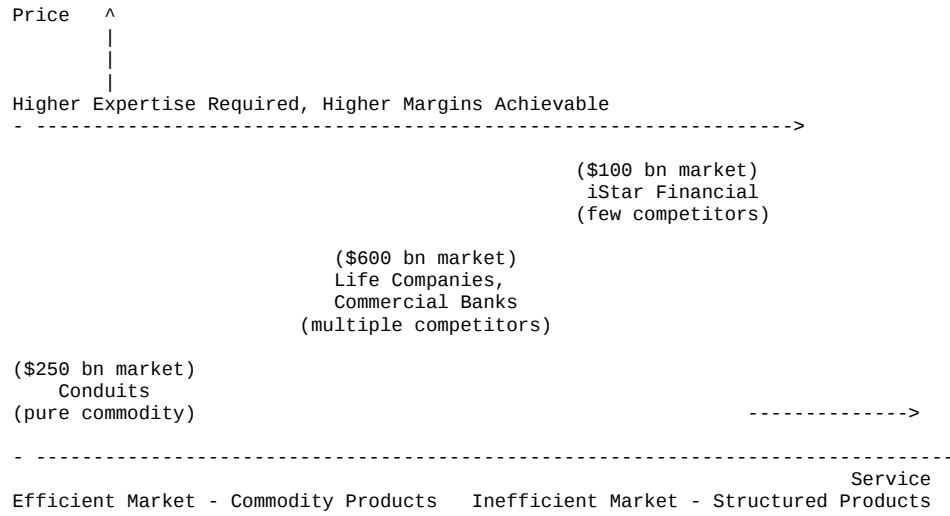 Price ^
|
|
|
Higher Expertise Required, Higher Margins Achievable
- ------------------------------------------------------------------>
($100 bn market)
iStar Financial
(few competitors)
($600 bn market)
Life Companies,
Commercial Banks
(multiple competitors)
($250 bn market)
Conduits
(pure commodity) -------------->
- --------------------------------------------------------------------------------
Service
Efficient Market - Commodity Products Inefficient Market - Structured Products